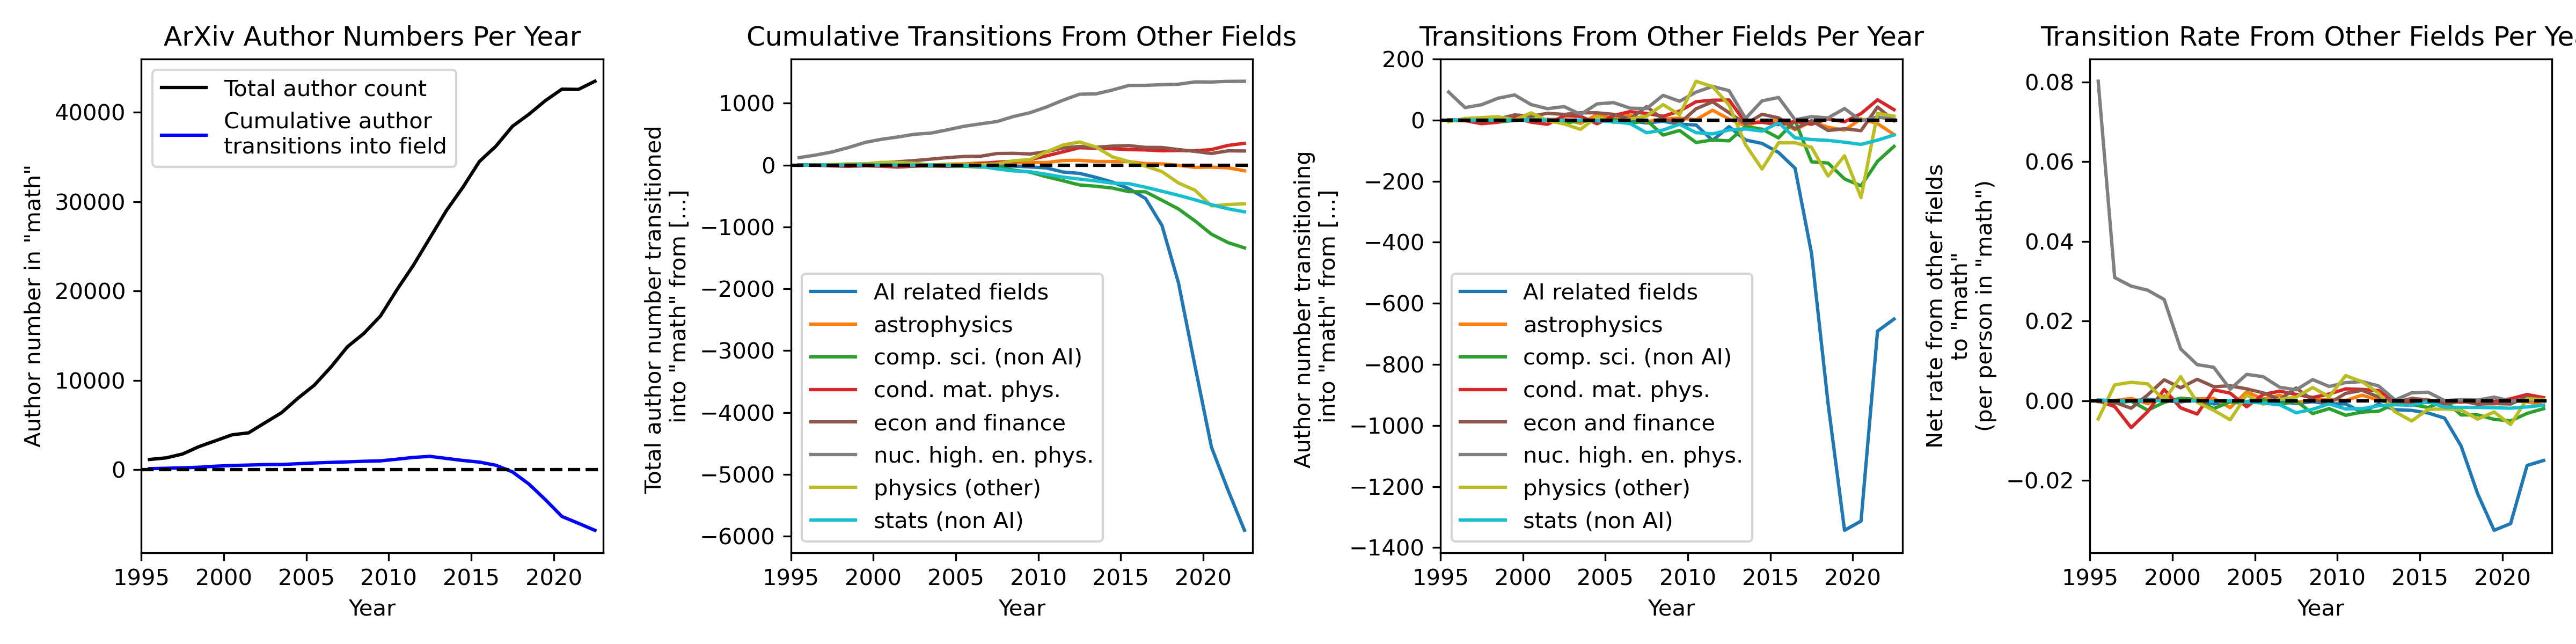 ArXiv Author Numbers Per Year
Author number in "math"
40000
30000
20000
10000
0
Total author count
Cumulative author
transitions into field
1995
2000
2005
2010
2015
2020
Year
Cumulative Transitions From Other Fields
Total author number transitioned
into "math" from [...]
1000
0
−1000
−2000
−3000
−4000
−5000
−6000
AI related fields
astrophysics
comp. sci. (non AI)
cond. mat. phys.
econ and finance
nuc. high. en. phys.
physics (other)
stats (non AI)
1995
2000
2005
2010
2015
2020
Year
Transitions From Other Fields Per Year
Author number transitioning
into "math" from [...]
200
0
−200
−400
−600
−800
−1000
−1200
−1400
AI related fields
astrophysics
comp. sci. (non AI)
cond. mat. phys.
econ and finance
nuc. high. en. phys.
physics (other)
stats (non AI)
1995
2000
2005
2010
2015
2020
Year
Transition Rate From Other Fields Per Ye
Net rate from other fields
to "math"
(per person in "math")
0.08
0.06
0.04
0.02
0.00
−0.02
1995
2000
2005
2010
2015
2020
Year